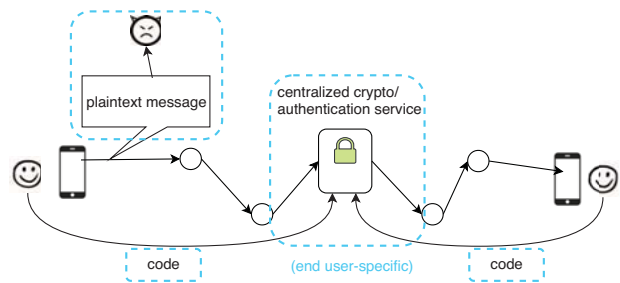 plaintext message
centralized crypto/
authentication service
code
(end user-specific)
code